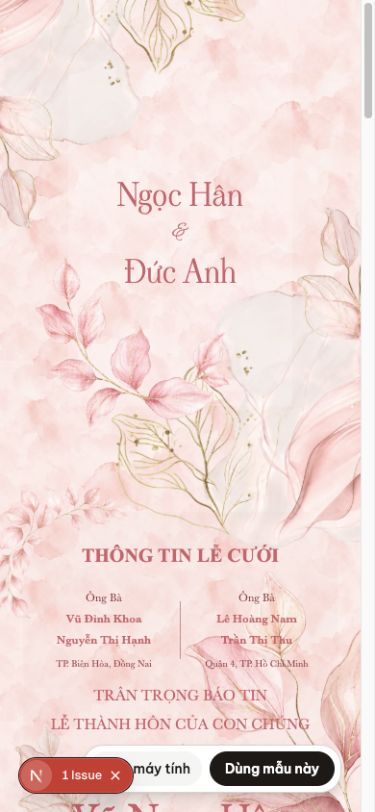 Ngọc Hân
&
Đức Anh
THÔNG TIN LỄ CƯỚI
Ông Bà
Vũ Đình Khoa
Nguyễn Thị Hạnh
TP. Biên Hòa, Đồng Nai
Ông Bà
Lê Hoàng Nam
Trần Thị Thu
Quận 4, TP. Hồ Chí Minh
TRÂN TRỌNG BÁO TIN
LỄ THÀNH HÔN CỦA CON CHÚNG
N 1 Issue ×
máy tính
Dùng mẫu này